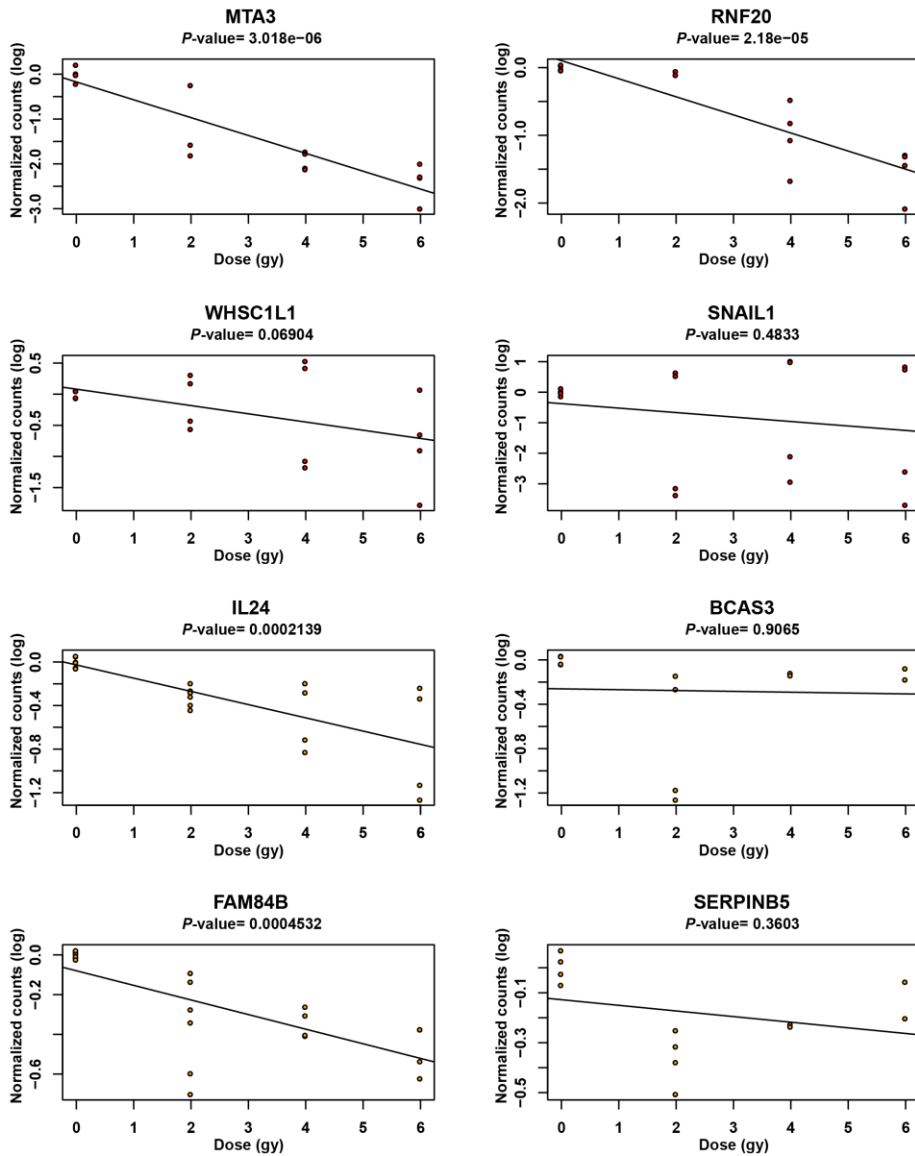 MTA3
P-value= 3.018e−06
Normalized counts (log)
0.0
−1.0
−2.0
−3.0
0 1 2 3 4 5 6
Dose (gy)
RNF20
P-value= 2.18e−05
Normalized counts (log)
0.0
−1.0
−2.0
0 1 2 3 4 5 6
Dose (gy)
WHSC1L1
P-value= 0.06904
Normalized counts (log)
0.5
−0.5
−1.5
0 1 2 3 4 5 6
Dose (gy)
SNAIL1
P-value= 0.4833
Normalized counts (log)
1
0
−1
−2
−3
0 1 2 3 4 5 6
Dose (gy)
IL24
P-value= 0.0002139
Normalized counts (log)
0.0
−0.4
−0.8
−1.2
0 1 2 3 4 5 6
Dose (gy)
BCAS3
P-value= 0.9065
Normalized counts (log)
0.0
−0.4
−0.8
−1.2
0 1 2 3 4 5 6
Dose (gy)
FAM84B
P-value= 0.0004532
Normalized counts (log)
0.0
−0.2
−0.6
0 1 2 3 4 5 6
Dose (gy)
SERPINB5
P-value= 0.3603
Normalized counts (log)
−0.1
−0.3
−0.5
0 1 2 3 4 5 6
Dose (gy)